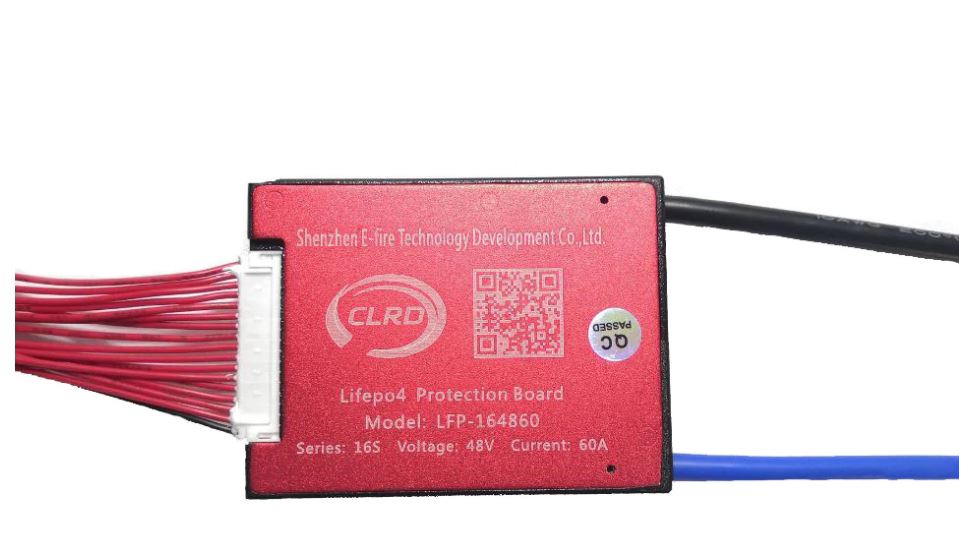 Shenzhen E-fire Technology Development Co.,Ltd.
CLRD
QC
PASSED
Lifepo4 Protection Board
Model: LFP-164860
Series: 16S Voltage: 48V Current: 60A